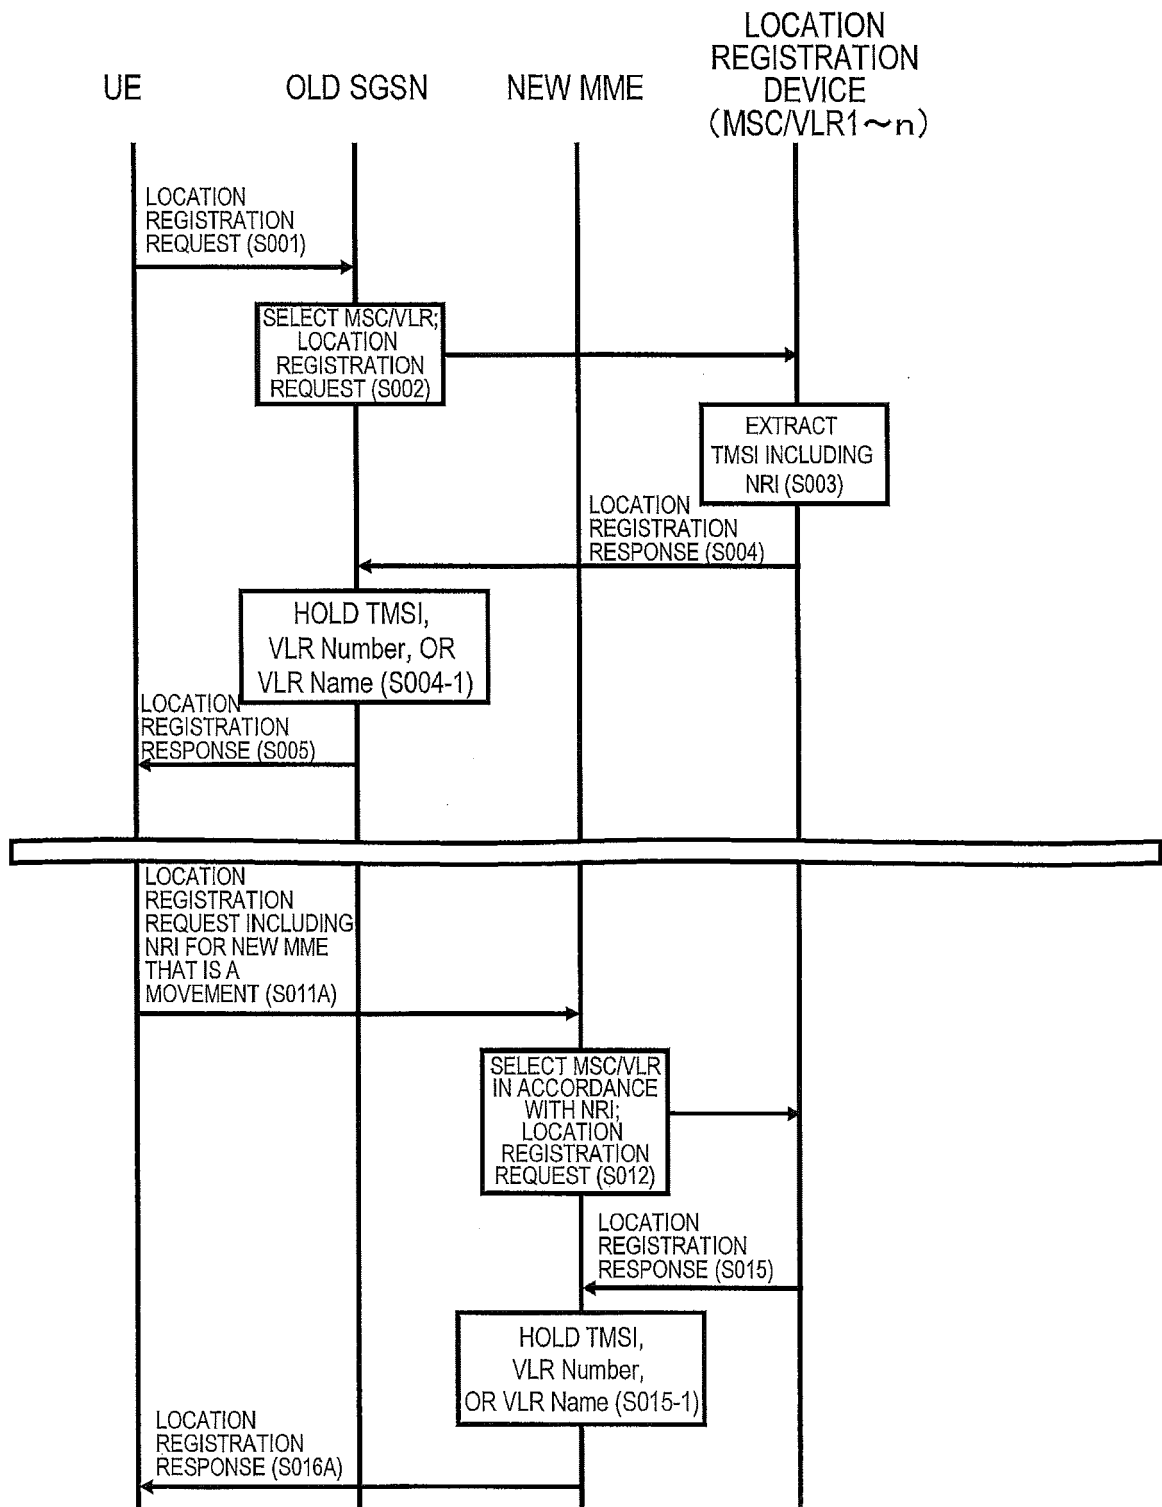 UE
OLD SGSN
NEW MME
LOCATION
REGISTRATION
DEVICE
(MSC/VLR1～n)
LOCATION
REGISTRATION
REQUEST (S001)
SELECT MSC/VLR;
LOCATION
REGISTRATION
REQUEST (S002)
EXTRACT
TMSI INCLUDING
NRI (S003)
LOCATION
REGISTRATION
RESPONSE (S004)
HOLD TMSI,
VLR Number, OR
VLR Name (S004-1)
LOCATION
REGISTRATION
RESPONSE (S005)
LOCATION
REGISTRATION
REQUEST INCLUDING
NRI FOR NEW MME
THAT IS A
MOVEMENT (S011A)
SELECT MSC/VLR
IN ACCORDANCE
WITH NRI;
LOCATION
REGISTRATION
REQUEST (S012)
LOCATION
REGISTRATION
RESPONSE (S015)
HOLD TMSI,
VLR Number,
OR VLR Name (S015-1)
LOCATION
REGISTRATION
RESPONSE (S016A)